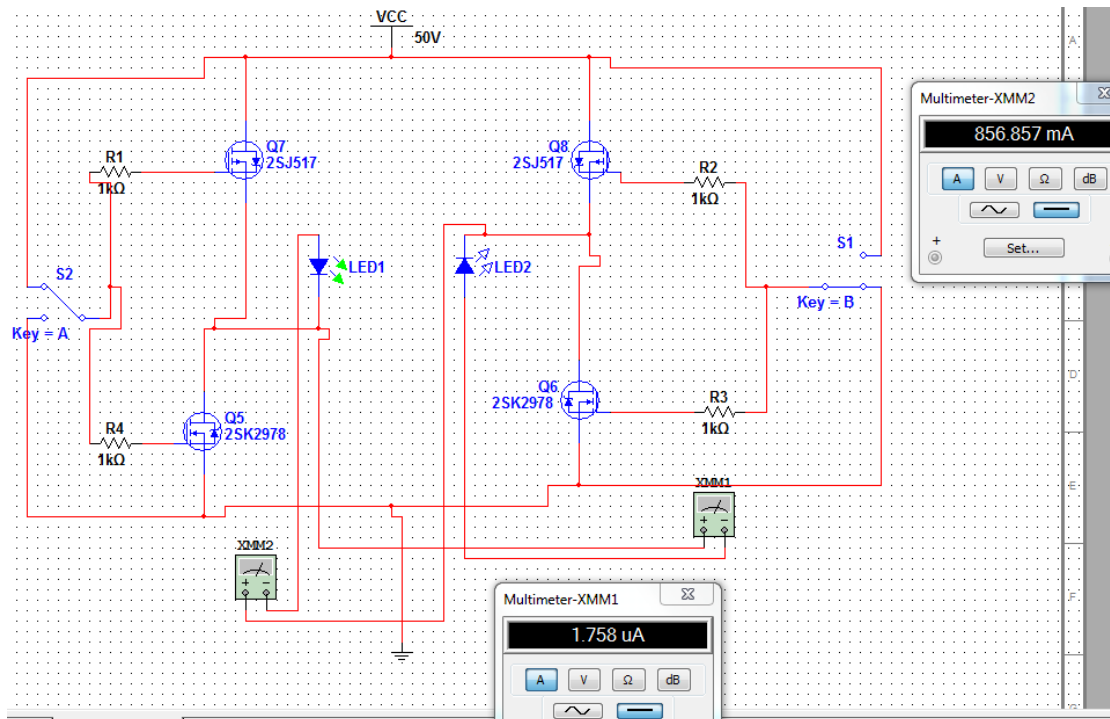 VCC
50V
A
Multimeter-XMM2
856.857 mA
A V Ω dB
+
Set...
Q7
2SJ517
Q8
2SJ517
R1
1kΩ
R2
1kΩ
S1
Key = B
S2
Key = A
LED1
LED2
D
Q6
2SK2978
R3
1kΩ
Q5
2SK2978
R4
1kΩ
E
XMM1
+ −
XMM2
+ −
F
Multimeter-XMM1
1.758 uA
A V Ω dB